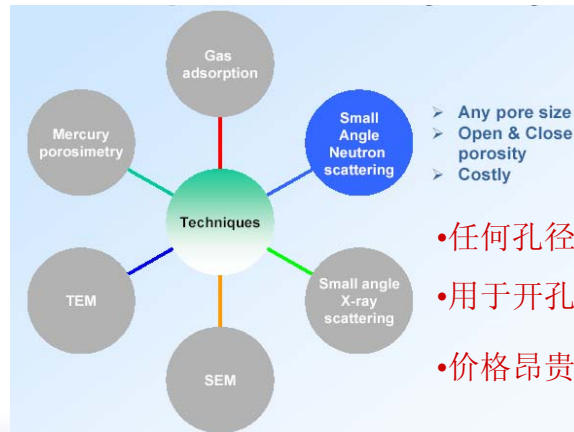 Gas
adsorption
Mercury
porosimetry
Small
Angle
Neutron
scattering
Any pore size
Open & Close
porosity
Costly
Techniques
•任何孔径
•用于开孔
•价格昂贵
TEM
Small angle
X-ray
scattering
SEM